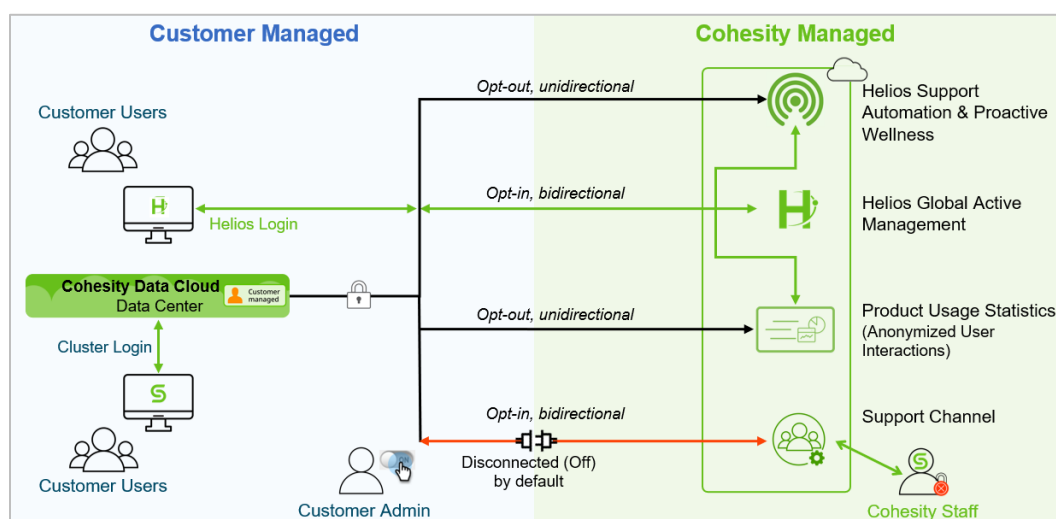 Customer Managed
Cohesity Managed
Opt-out, unidirectional
Helios Support
Automation & Proactive
Wellness
Customer Users
H
Opt-in, bidirectional
H
Helios Global Active
Management
Helios Login
Cohesity Data Cloud
Data Center
Customer
managed
Opt-out, unidirectional
Product Usage Statistics
(Anonymized User
Interactions)
Cluster Login
S
Opt-in, bidirectional
Support Channel
ON
Disconnected (Off)
by default
S
Customer Users
Customer Admin
Cohesity Staff